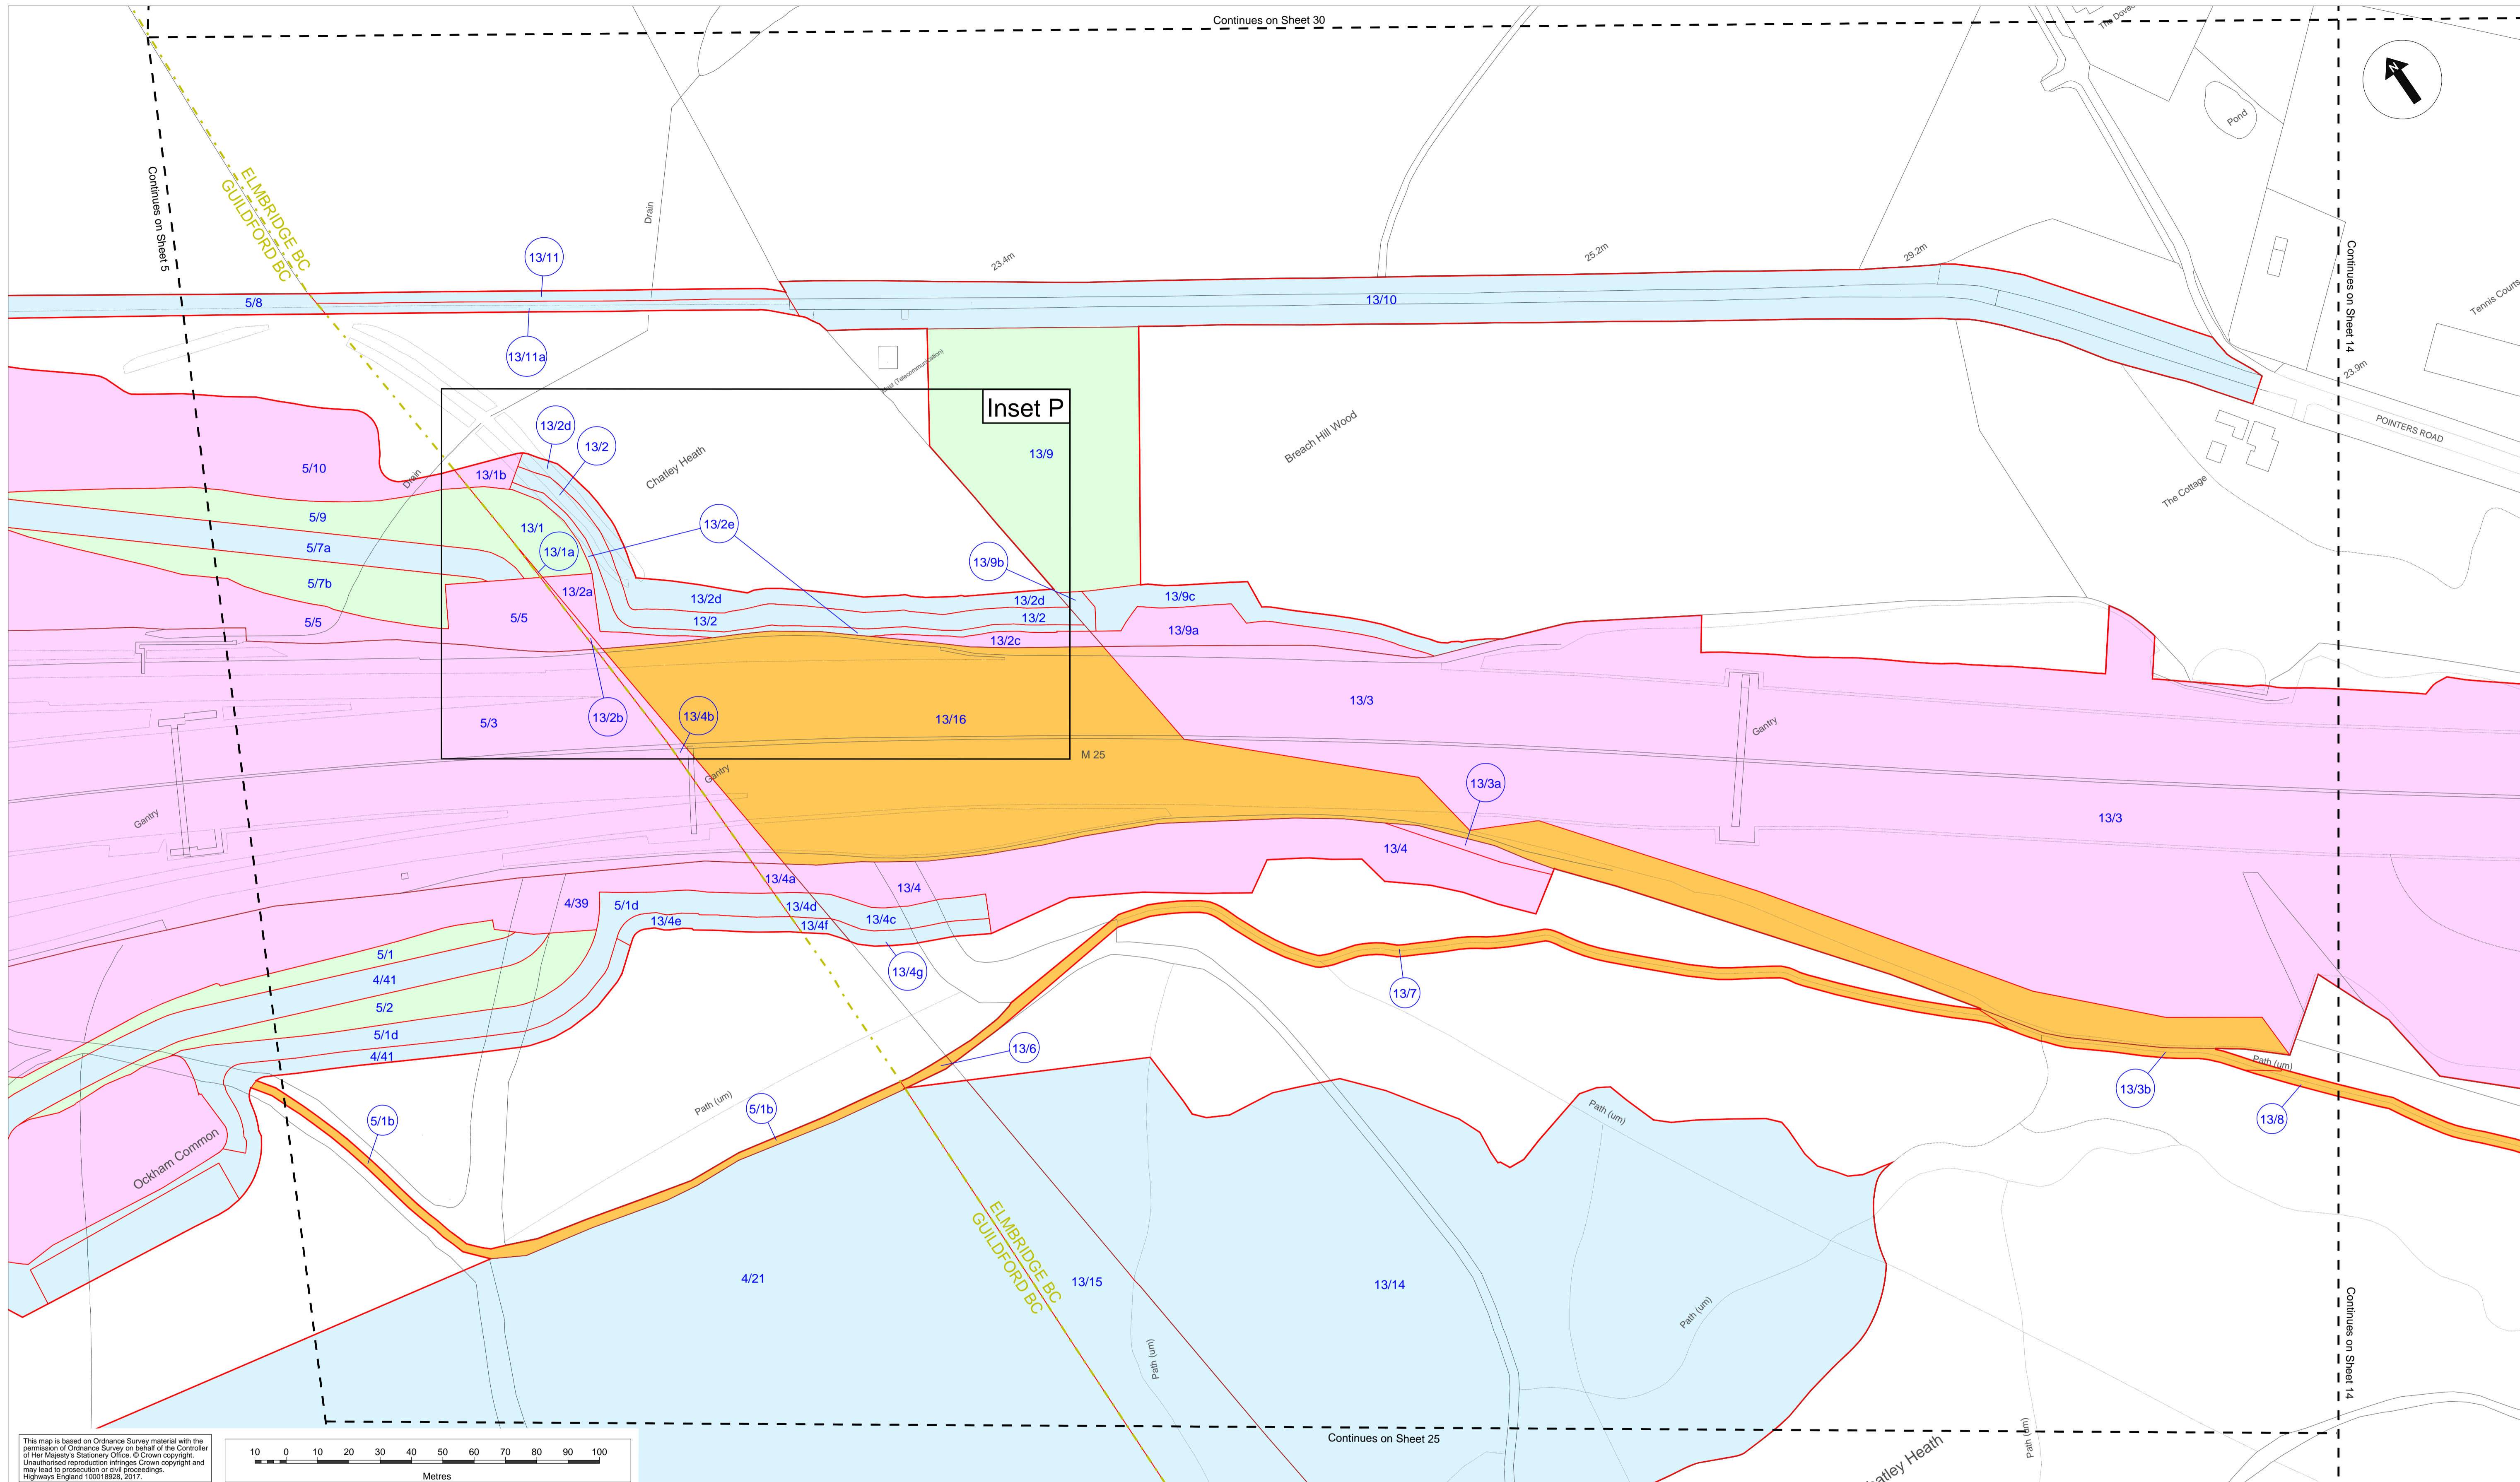 Continues on Sheet 30
The Dovec
N
Pond
Continues on Sheet 5
ELMBRIDGE BC
GUILDFORD BC
Drain
13/11
23.4m
25.2m
29.2m
Continues on Sheet 14
Tennis Courts
5/8
13/10
13/11a
Mast (Telecommunication)
23.9m
POINTERS ROAD
Inset P
13/2d
13/2
Chatley Heath
Breach Hill Wood
13/9
5/10
Drain
13/1b
The Cottage
5/9
13/1
13/2e
5/7a
13/1a
13/9b
5/7b
13/2a
13/2d
13/2d
13/9c
5/5
5/5
13/2
13/2
13/2c
13/9a
5/3
13/2b
13/4b
13/16
13/3
Gantry
M 25
Gantry
Gantry
13/3a
13/3
13/4
13/4a
13/4
4/39
5/1d
13/4d
13/4c
13/4e
13/4f
5/1
4/41
13/4g
13/7
5/2
5/1d
4/41
13/6
Path (um)
13/3b
13/8
Path (um)
5/1b
5/1b
Path (um)
Ockham Common
ELMBRIDGE BC
GUILDFORD BC
4/21
13/15
13/14
Path (um)
Path (um)
Continues on Sheet 14
Path (um)
Continues on Sheet 25
atley Heath
This map is based on Ordnance Survey material with the
permission of Ordnance Survey on behalf of the Controller
of Her Majesty's Stationery Office. © Crown copyright.
Unauthorised reproduction infringes Crown copyright and
may lead to prosecution or civil proceedings.
Highways England 100018928, 2017.
10 0 10 20 30 40 50 60 70 80 90 100
Metres